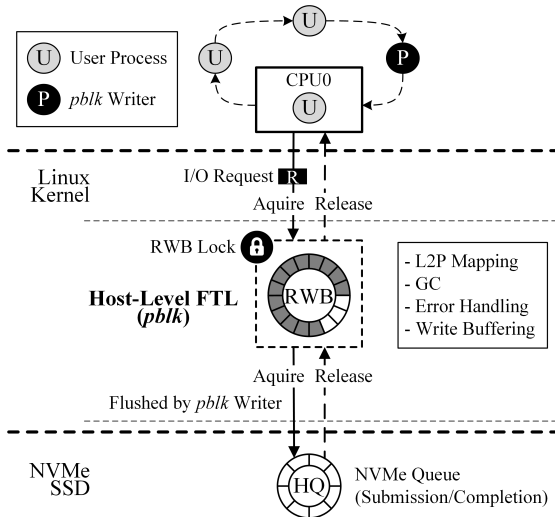 U
U User Process
U
P
P pblk Writer
CPU0
U
Linux
Kernel
I/O Request R
Aquire Release
RWB Lock
RWB
Host-Level FTL
(pblk)
- L2P Mapping
- GC
- Error Handling
- Write Buffering
Aquire Release
Flushed by pblk Writer
NVMe
SSD
HQ
NVMe Queue
(Submission/Completion)